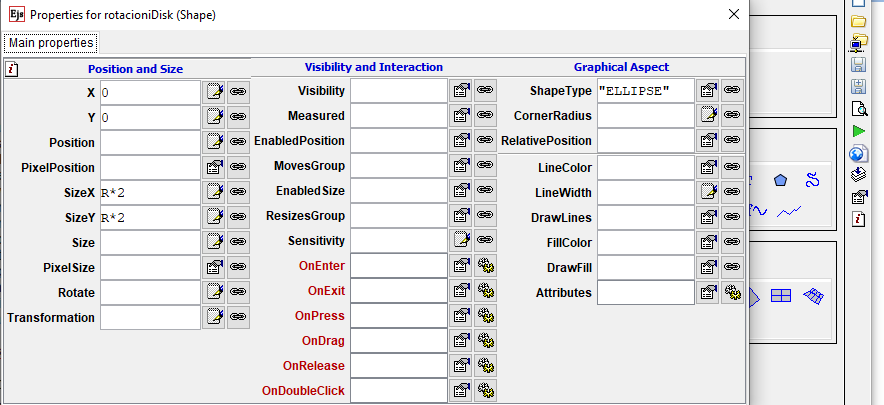 Ejs Properties for rotacioniDisk (Shape)
Main properties
Position and Size
X 0
Y 0
Position
PixelPosition
SizeX R*2
SizeY R*2
Size
PixelSize
Rotate
Transformation
Visibility and Interaction
Visibility
Measured
EnabledPosition
MovesGroup
EnabledSize
ResizesGroup
Sensitivity
OnEnter
OnExit
OnPress
OnDrag
OnRelease
OnDoubleClick
Graphical Aspect
ShapeType "ELLIPSE"
CornerRadius
RelativePosition
LineColor
LineWidth
DrawLines
FillColor
DrawFill
Attributes